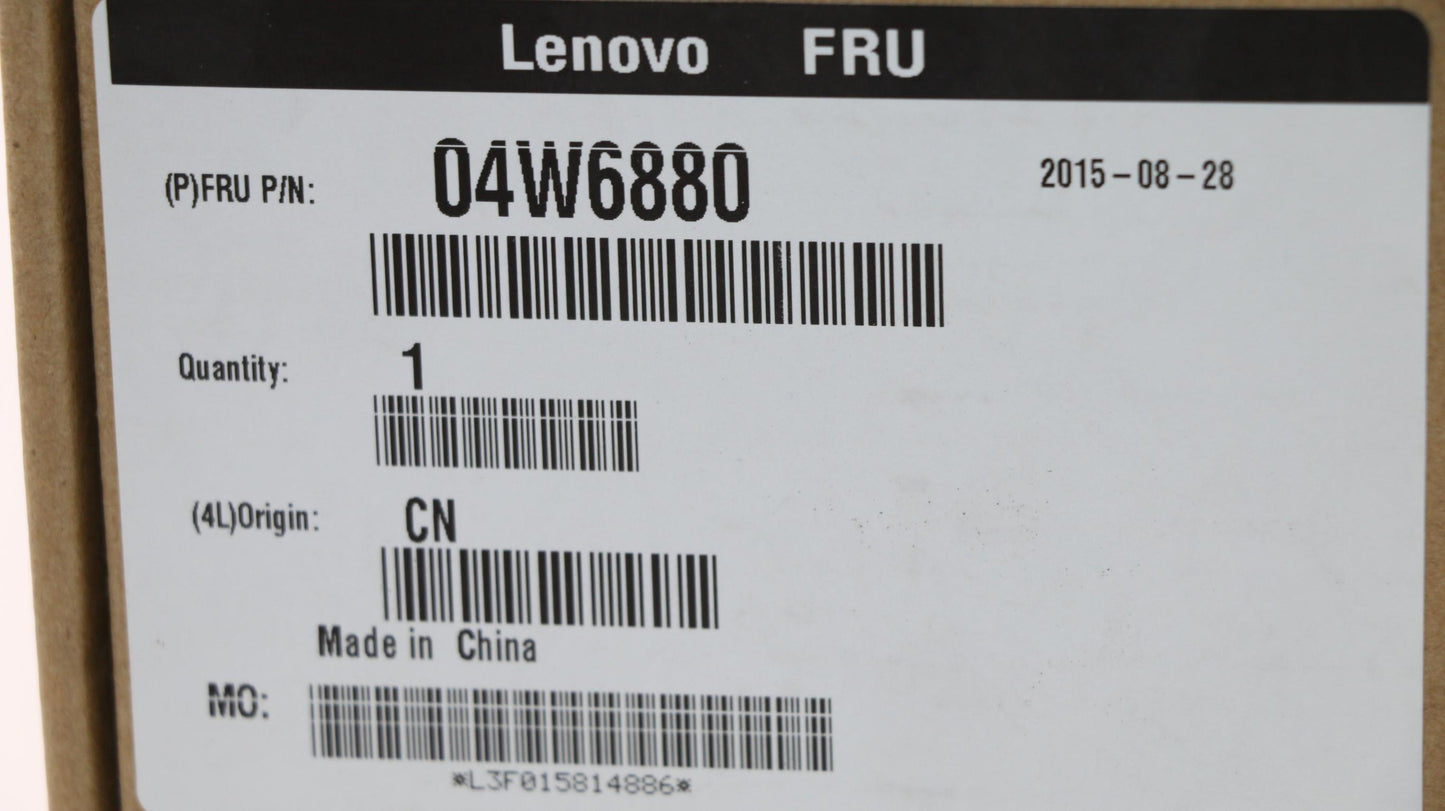 Lenovo FRU
(P)FRU P/N: 04W6880 2015-08-28
Quantity: 1
(4L)Origin: CN
Made in China
MO:
*L3F015814886*